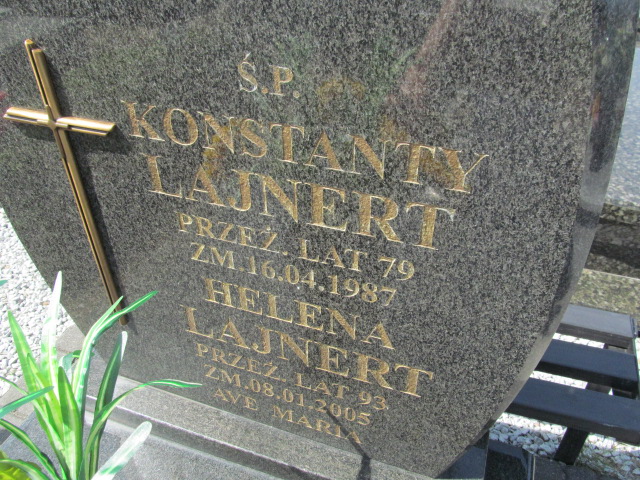 Ś.P.
KONSTANTY
LAJNERT
PRZEŻ. LAT 79
ZM.16.04.1987
HELENA
LAJNERT
PRZEŻ. LAT 93
ZM.08.01.2005
AVE MARIA